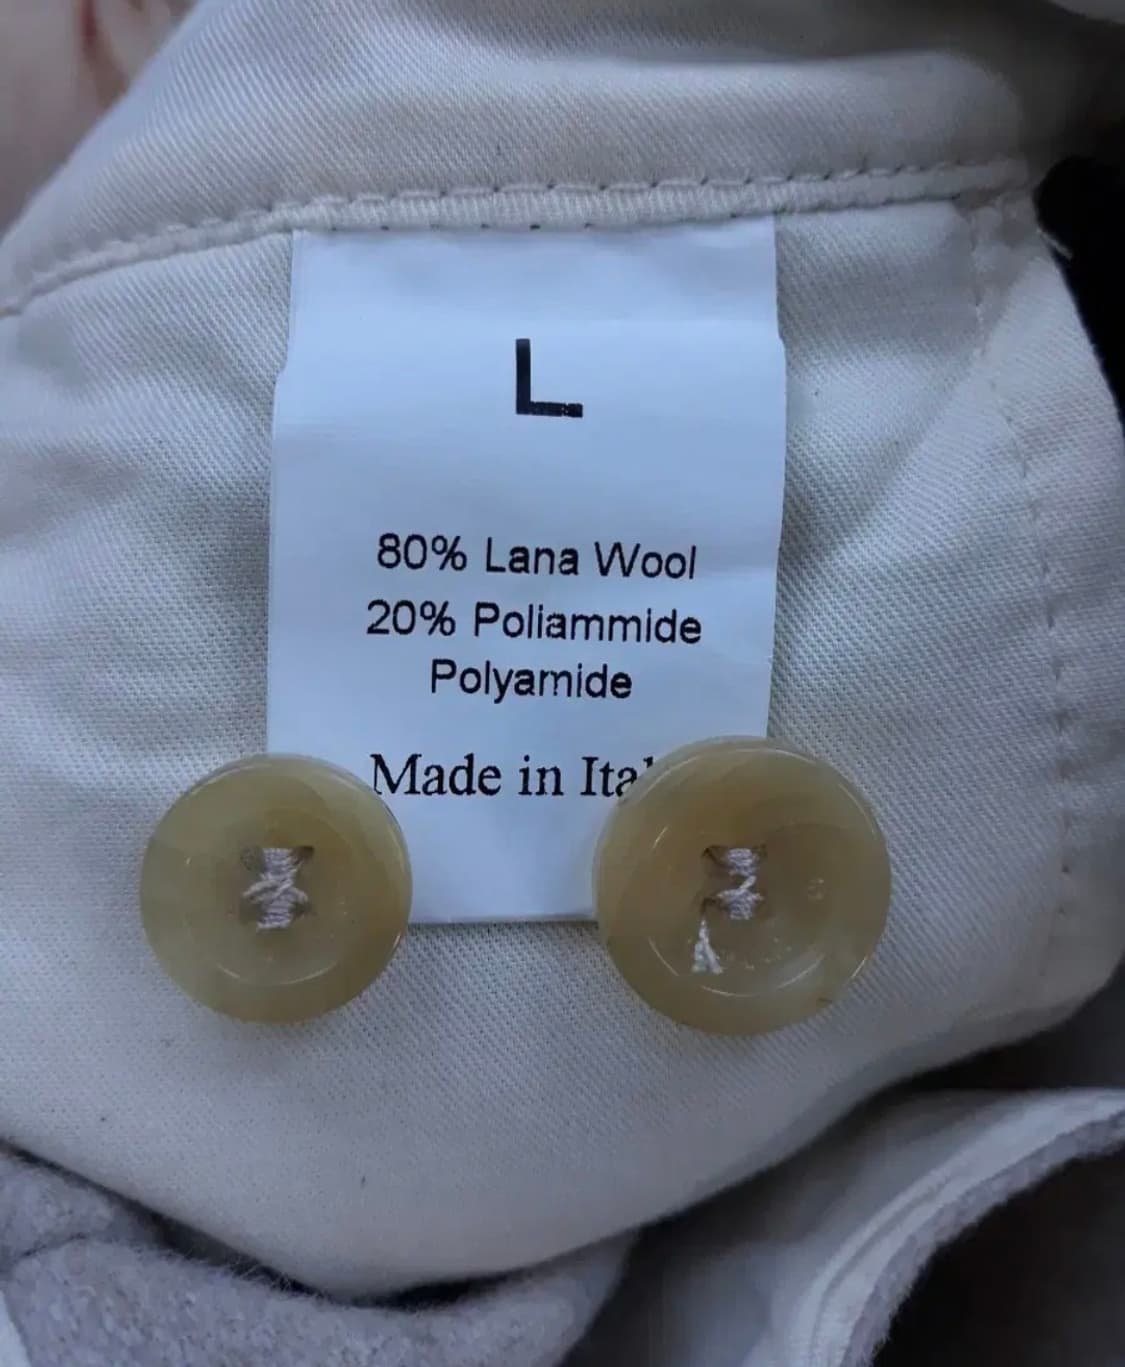 L
80% Lana Wool
20% Poliammide
Polyamide
Made in Ita